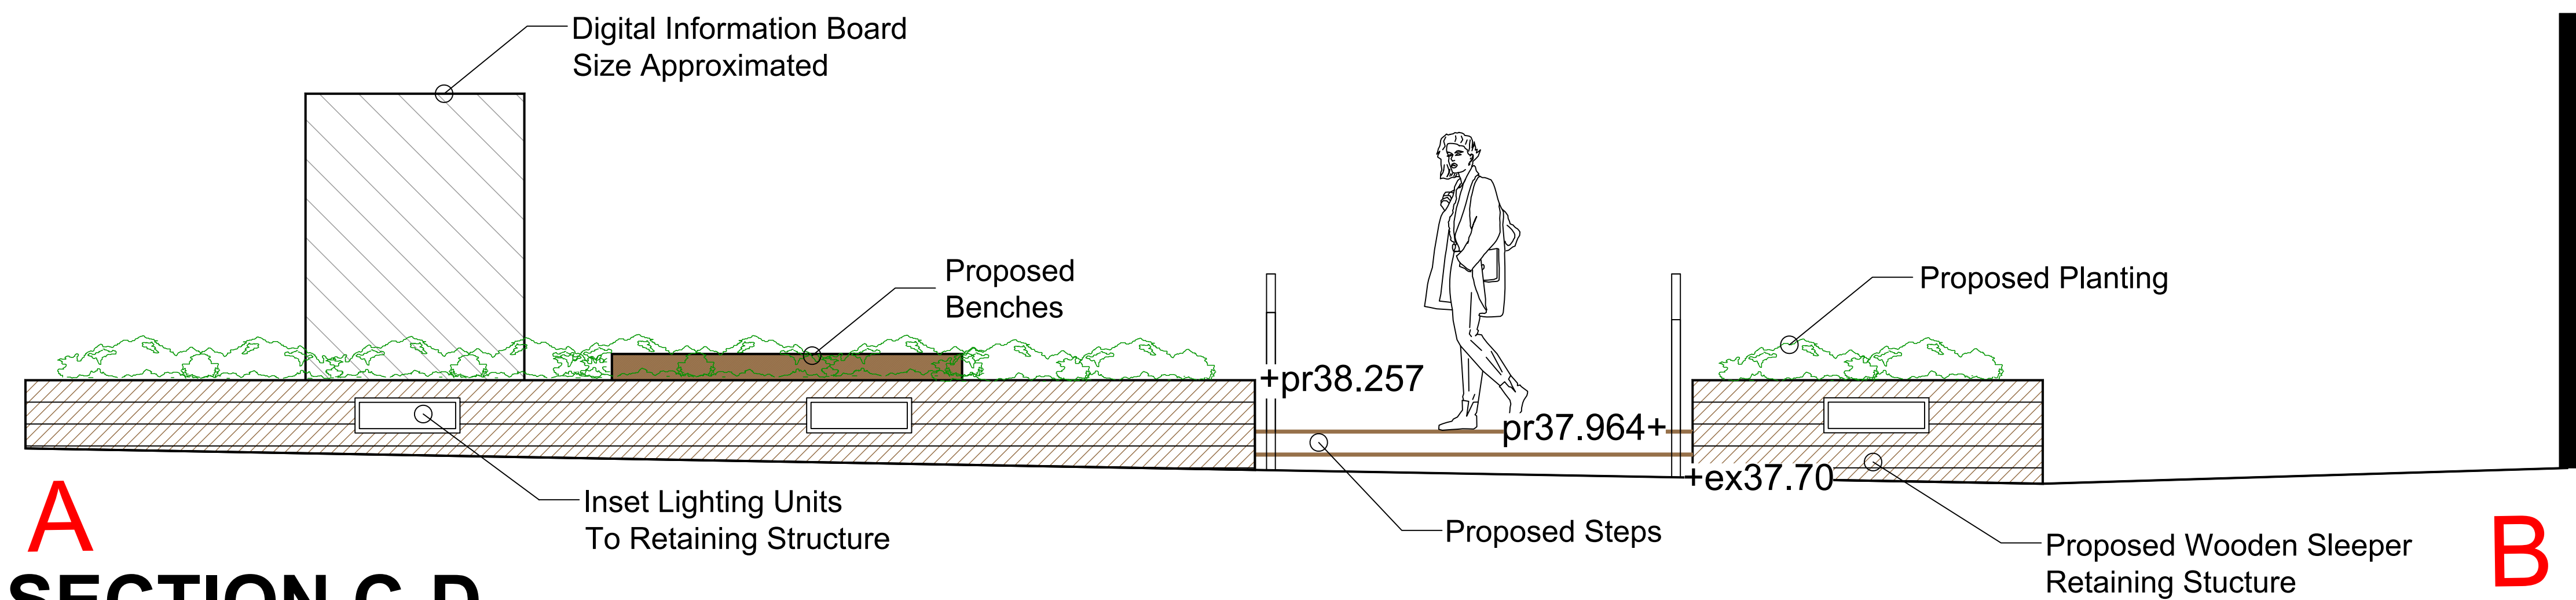 Digital Information Board
Size Approximated
Proposed
Benches
Proposed Planting
+pr38.257
pr37.964+
+ex37.70
Inset Lighting Units
To Retaining Structure
Proposed Steps
Proposed Wooden Sleeper
Retaining Stucture
A
B
SECTION C-D